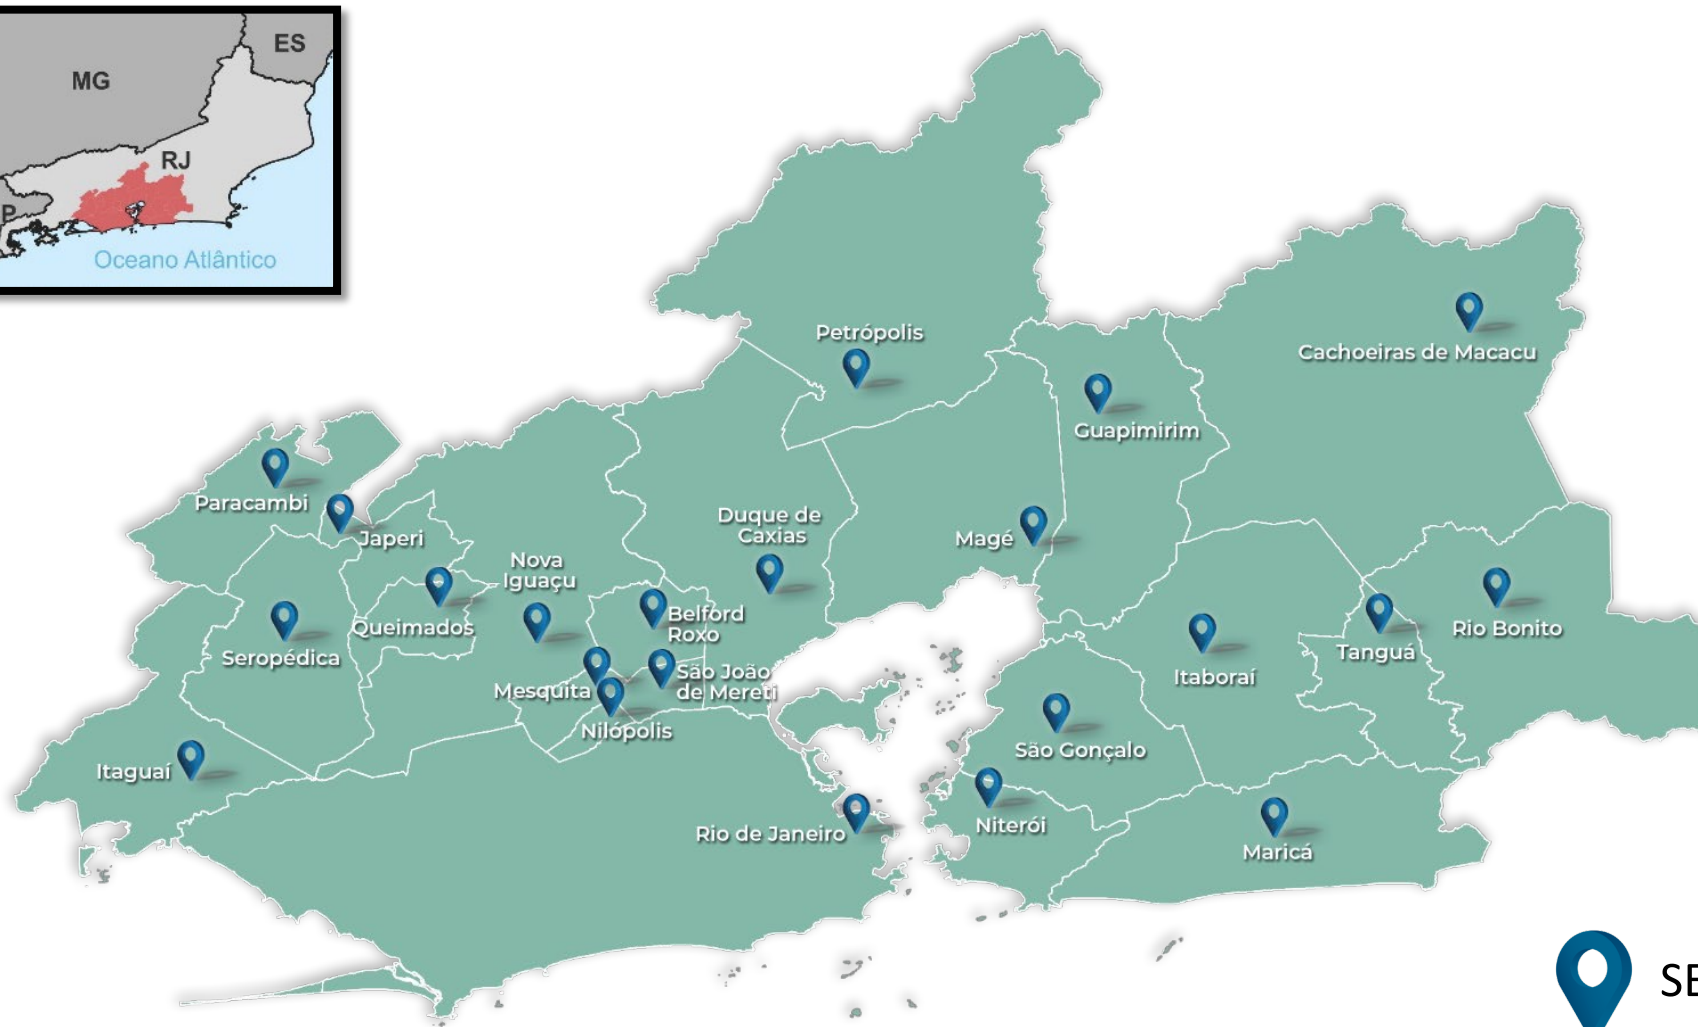 ES
MG
RJ
P
Oceano Atlântico
Petrópolis
Cachoeiras de Macacu
Guapimirim
Paracambi
Duque de
Caxias
Japeri
Magé
Nova
Iguaçu
Belford
Roxo
Queimados
Rio Bonito
Tanguá
Seropédica
São João
de Mereti
Itaboraí
Mesquita
Nilópolis
São Gonçalo
Itaguaí
Niterói
Rio de Janeiro
Maricá
SE